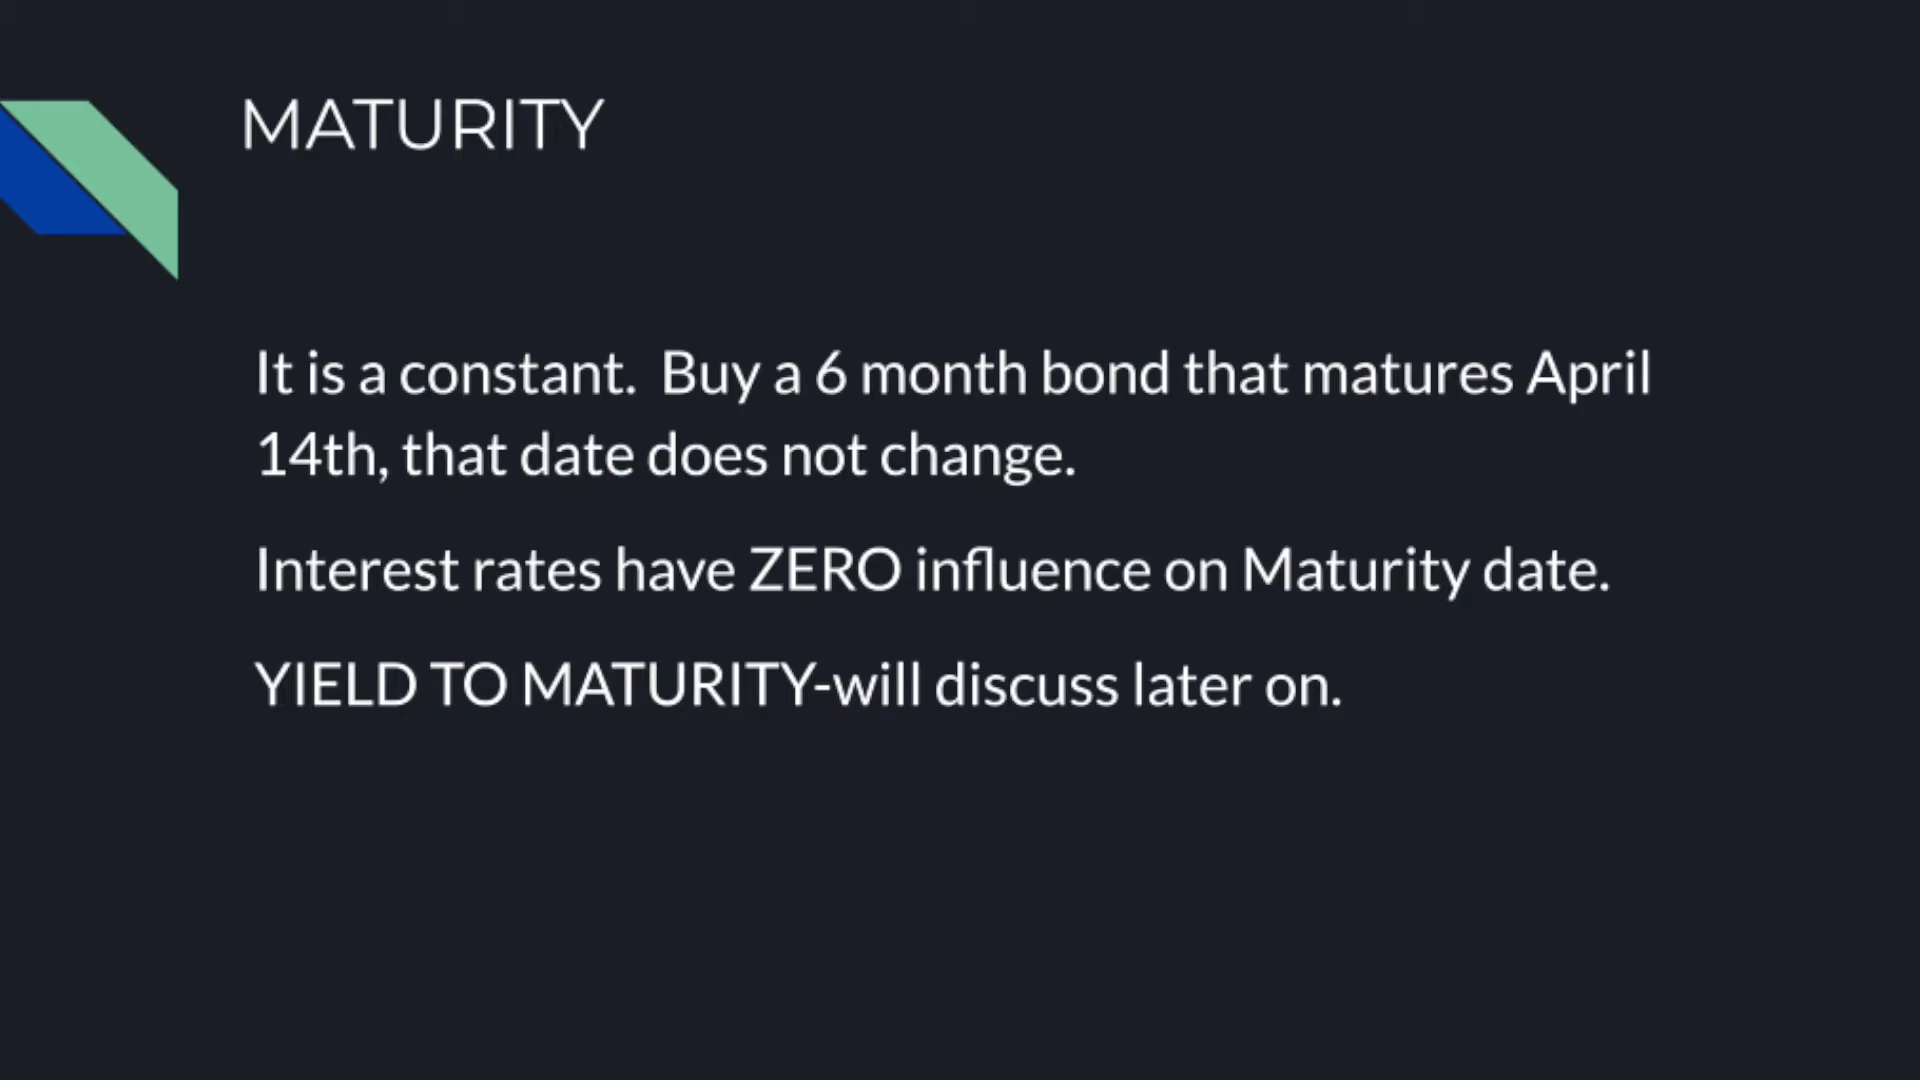 MATURITY
It is a constant.  Buy a 6 month bond that matures April
14th, that date does not change.
Interest rates have ZERO influence on Maturity date.
YIELD TO MATURITY-will discuss later on.